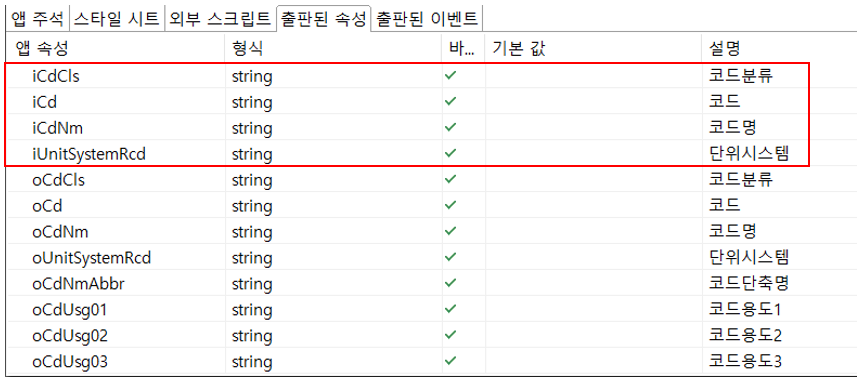 앱 주석 스타일 시트 외부 스크립트 출판된 속성 출판된 이벤트
앱 속성 형식 바... 기본 값 설명
iCdCls string 코드분류
iCd string 코드
iCdNm string 코드명
iUnitSystemRcd string 단위시스템
oCdCls string 코드분류
oCd string 코드
oCdNm string 코드명
oUnitSystemRcd string 단위시스템
oCdNmAbbr string 코드단축명
oCdUsg01 string 코드용도1
oCdUsg02 string 코드용도2
oCdUsg03 string 코드용도3